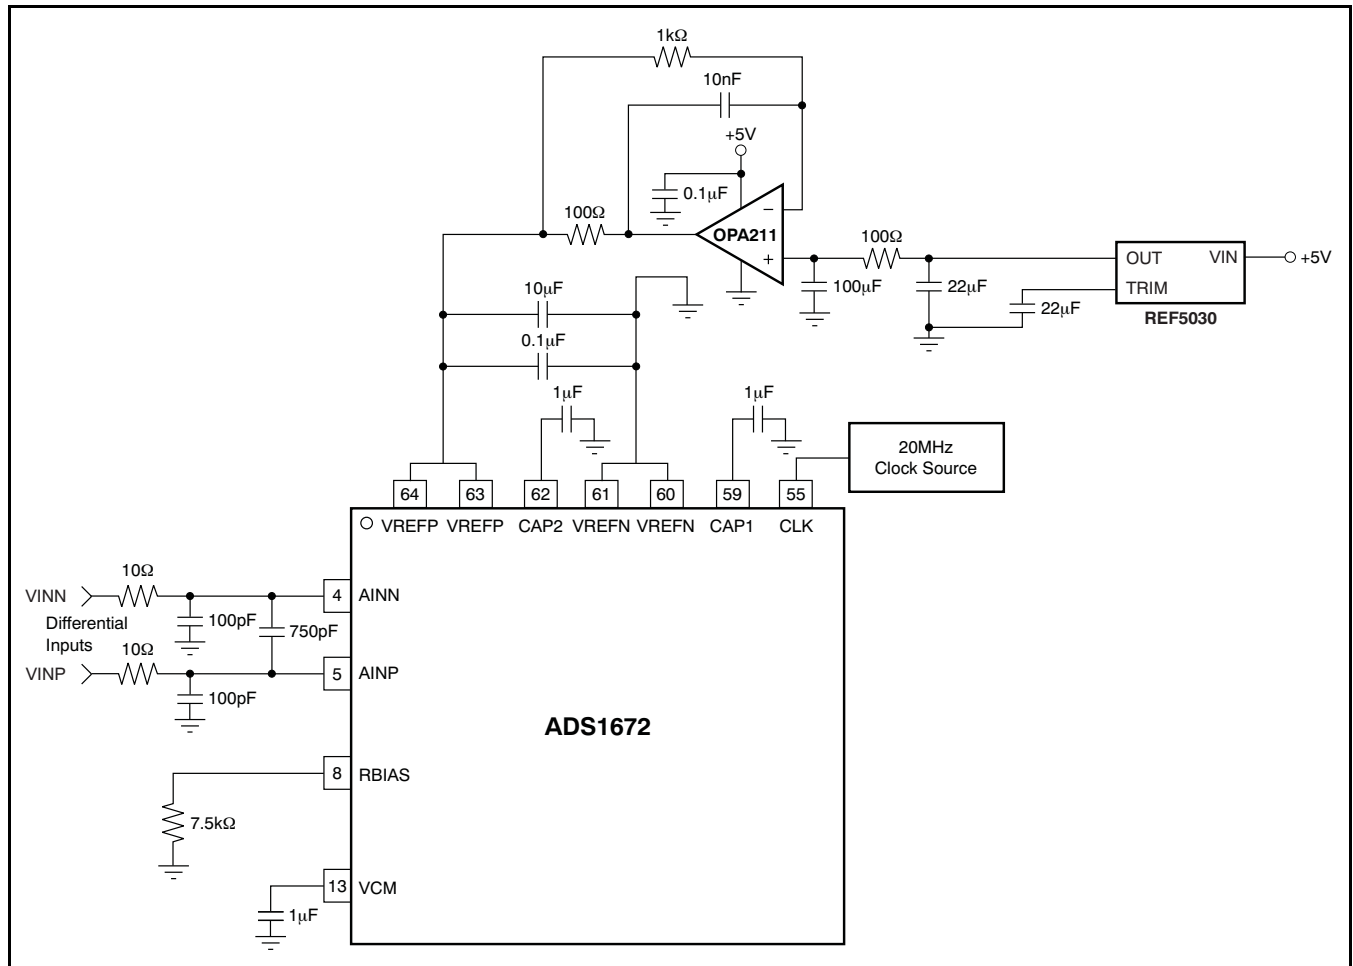 1kΩ
10nF
+5V
0.1μF
100Ω
OPA211
−
+
100Ω
100μF
22μF
22μF
OUT
VIN
TRIM
REF5030
+5V
10μF
0.1μF
1μF
1μF
20MHz
Clock Source
64
63
62
61
60
59
55
VREFP
VREFP
CAP2
VREFN
VREFN
CAP1
CLK
VINN
10Ω
100pF
750pF
4
AINN
Differential
Inputs
VINP
10Ω
100pF
5
AINP
ADS1672
8
RBIAS
7.5kΩ
13
VCM
1μF